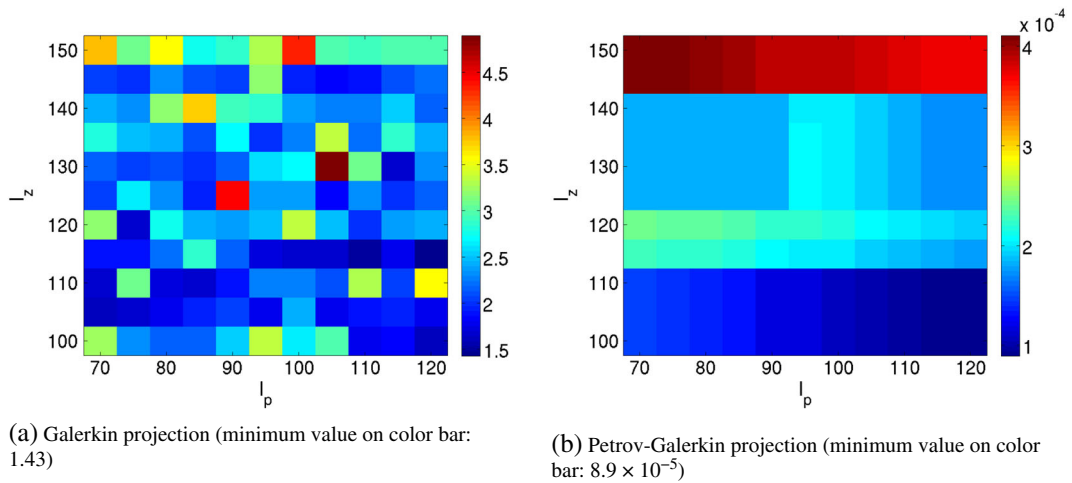 150
140
130
120
110
100
l_z
70 80 90 100 110 120
l_p
4.5
4
3.5
3
2.5
2
1.5
(a) Galerkin projection (minimum value on color bar:
1.43)
150
140
130
120
110
100
l_z
70 80 90 100 110 120
l_p
x 10⁻⁴
4
3
2
1
(b) Petrov-Galerkin projection (minimum value on color
bar: 8.9 × 10⁻⁵)